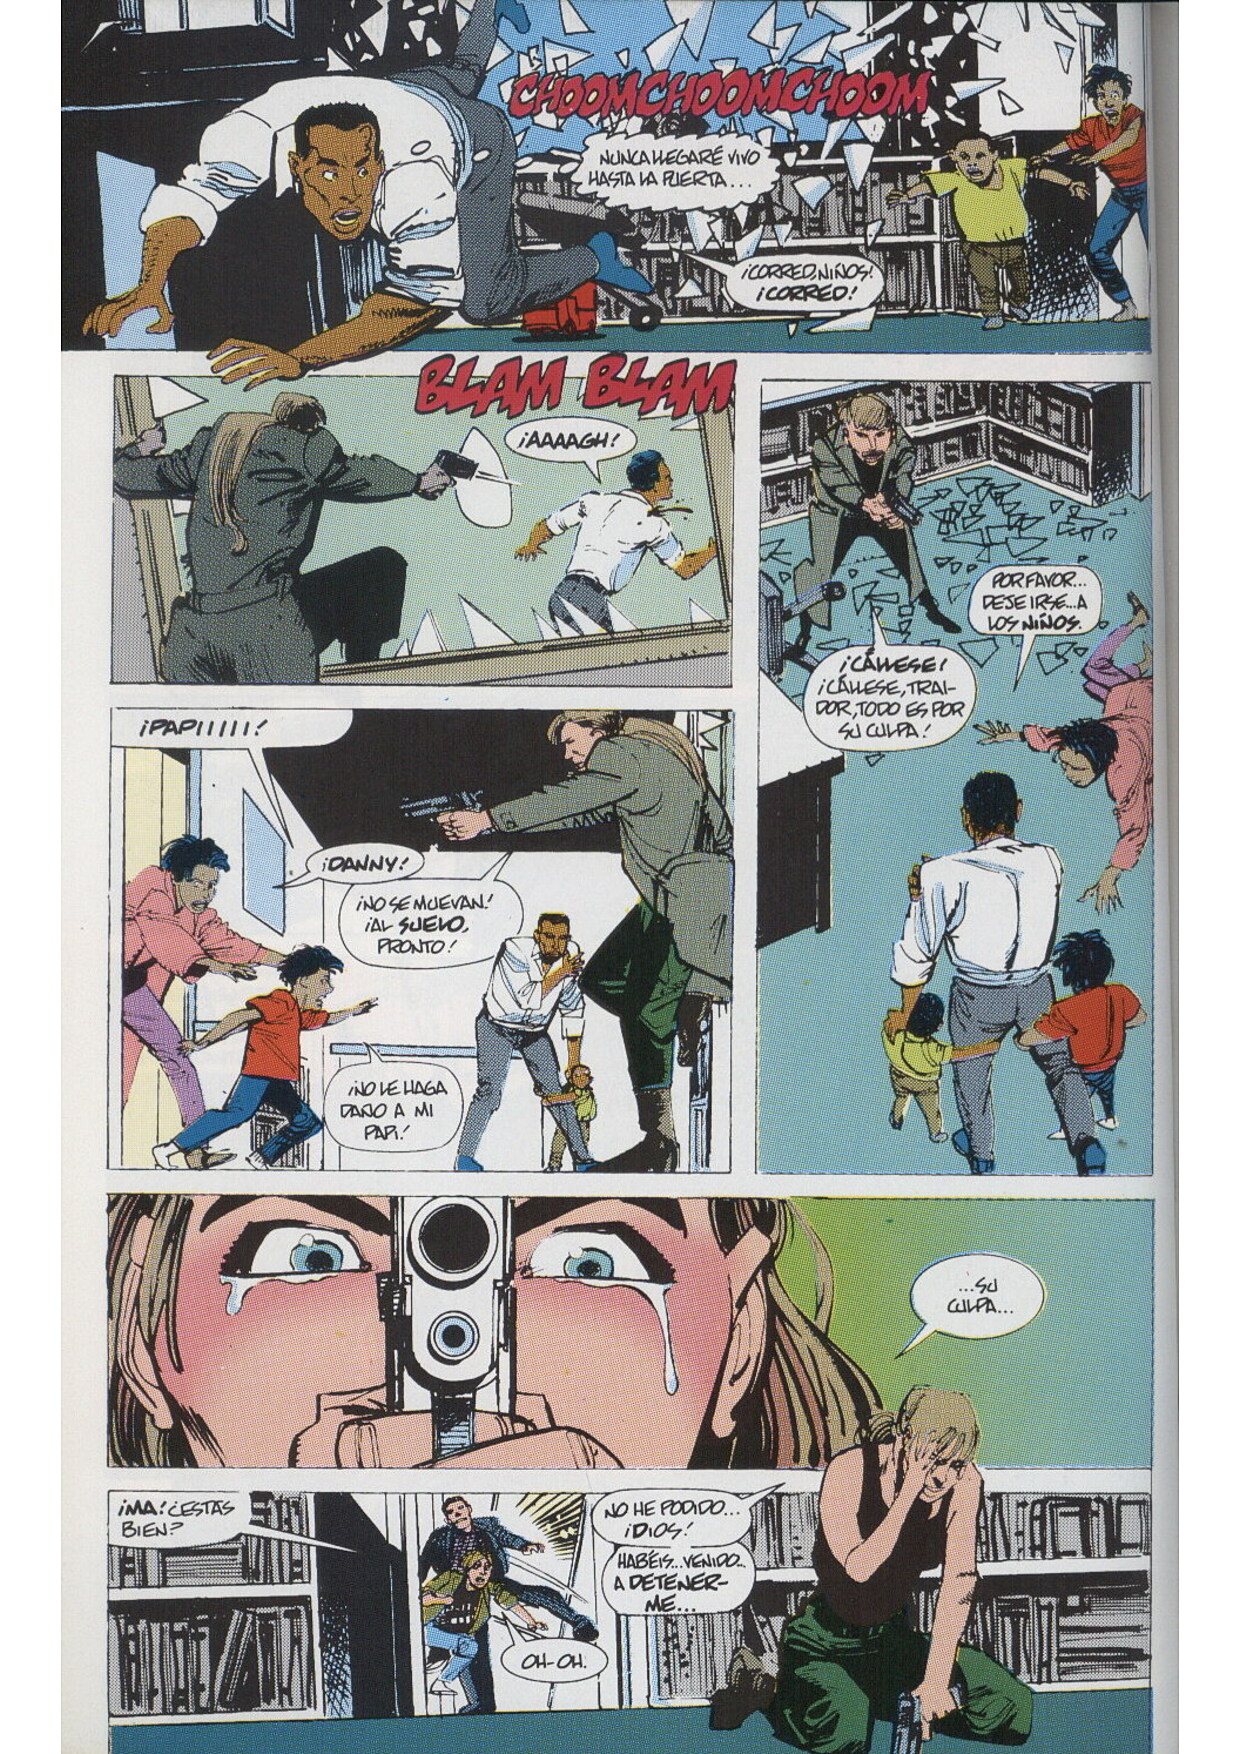 CHOOMCHOOMCHOOM
NUNCA LLEGARÉ VIVO
HASTA LA PUERTA...
¡CORRED, NIÑOS!
¡CORRED!
BLAM BLAM
¡AAAAGH!
POR FAVOR...
DEJE IRSE...A
LOS NIÑOS.
¡CÁLLESE!
¡CÁLLESE, TRAI-
DOR, TODO ES POR
SU CULPA!
¡PAPIIIIII!
¡DANNY!
¡NO SE MUEVAN!
¡AL SUELO,
PRONTO!
¡NO LE HAGA
DAÑO A MI
PAPI!
...SU
CULPA...
¡MA! ¿ESTÁS
BIEN?
NO HE PODIDO...
¡DIOS!
HABÉIS...VENIDO..
A DETENER-
ME...
OH-OH.